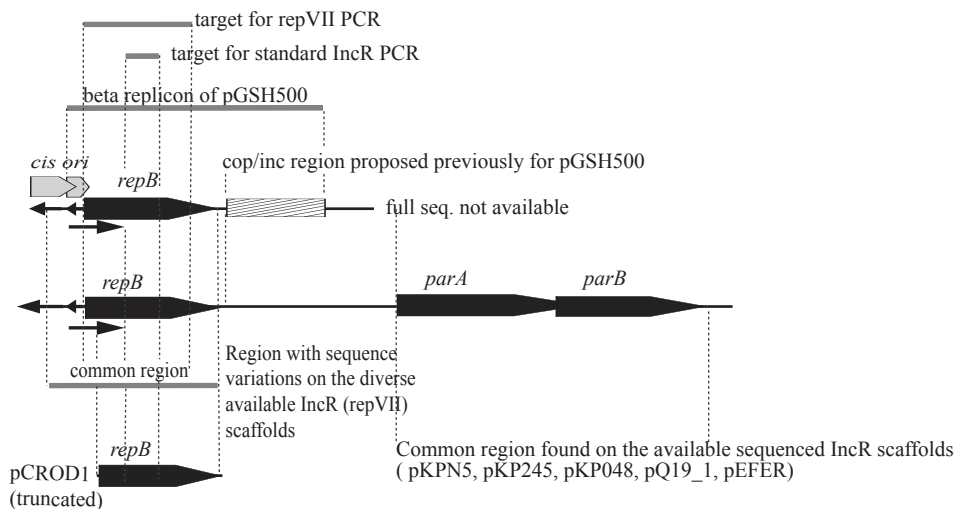 target for repVII PCR
target for standard IncR PCR
beta replicon of pGSH500
cis ori
repB
cop/inc region proposed previously for pGSH500
full seq. not available
repB
parA
parB
common region
Region with sequence
variations on the diverse
available IncR (repVII)
scaffolds
repB
pCROD1
(truncated)
Common region found on the available sequenced IncR scaffolds
( pKPN5, pKP245, pKP048, pQ19_1, pEFER)